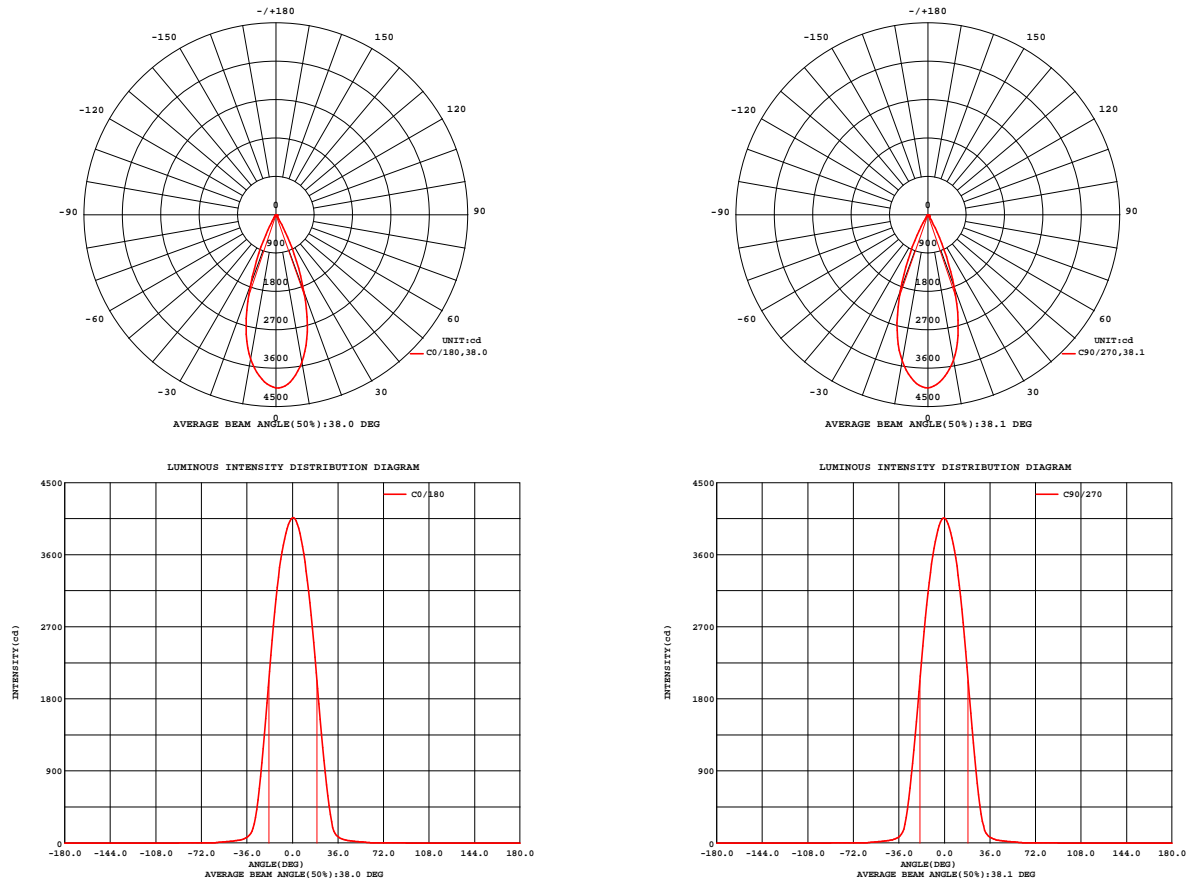 -/+180
-150 150
-120 120
-90 0 90
900
1800
-60 2700 60
UNIT:cd
3600 C0/180,38.0
-30 30
4500
0
AVERAGE BEAM ANGLE(50%):38.0 DEG
-/+180
-150 150
-120 120
-90 0 90
900
1800
-60 2700 60
UNIT:cd
3600 C90/270,38.1
-30 30
4500
0
AVERAGE BEAM ANGLE(50%):38.1 DEG
LUMINOUS INTENSITY DISTRIBUTION DIAGRAM
4500
C0/180
3600
2700
INTENSITY(cd)
1800
900
0
-180.0 -144.0 -108.0 -72.0 -36.0 0.0 36.0 72.0 108.0 144.0 180.0
ANGLE(DEG)
AVERAGE BEAM ANGLE(50%):38.0 DEG
LUMINOUS INTENSITY DISTRIBUTION DIAGRAM
4500
C90/270
3600
2700
INTENSITY(cd)
1800
900
0
-180.0 -144.0 -108.0 -72.0 -36.0 0.0 36.0 72.0 108.0 144.0 180.0
ANGLE(DEG)
AVERAGE BEAM ANGLE(50%):38.1 DEG